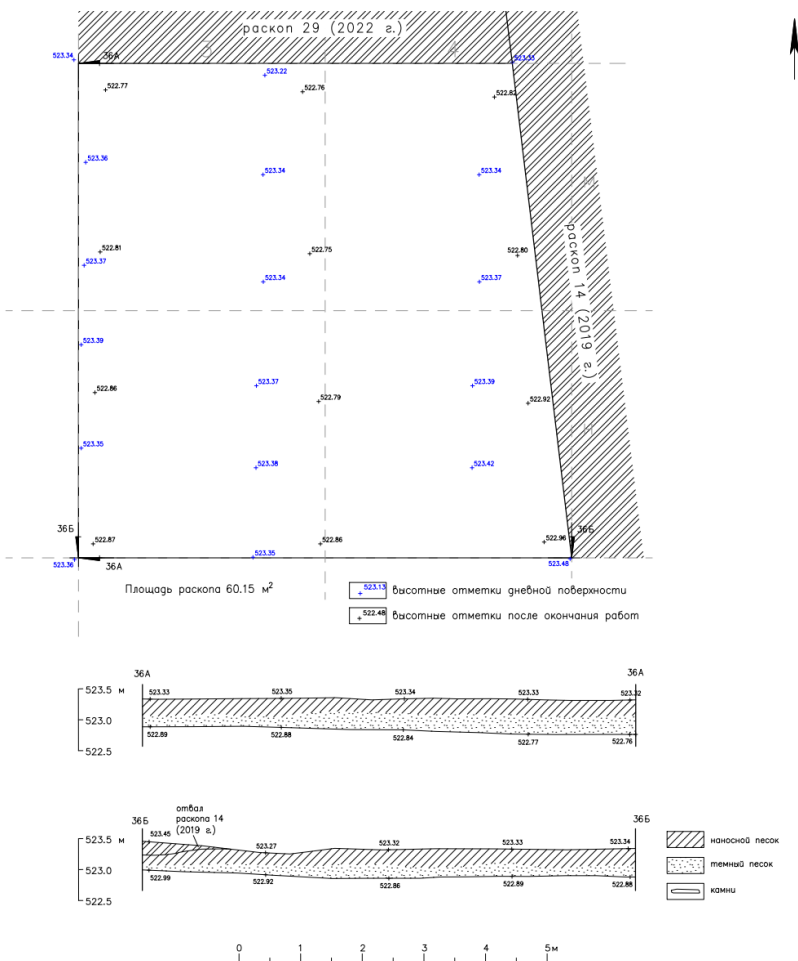 раскоп 29 (2022 г.)
3
4
523.34
36А
523.33
523.22
522.77
522.76
522.82
523.36
523.34
523.34
3
раскоп 14 (2019 г.)
522.81
522.75
522.80
523.37
523.34
523.37
523.39
523.37
523.39
522.86
522.79
522.92
5
523.35
523.38
523.42
36Б
36Б
522.87
522.86
522.96
523.36
36А
523.35
523.48
Площадь раскопа 60.15 м²
523.13 высотные отметки дневной поверхности
522.48 высотные отметки после окончания работ
36А
36А
523.5 м
523.0
522.5
523.33
523.35
523.34
523.33
523.32
522.89
522.88
522.84
522.77
522.76
отвал
раскопа 14
(2019 г.)
36Б
36Б
523.5 м
523.0
522.5
523.45
523.27
523.32
523.33
523.34
522.99
522.92
522.86
522.89
522.88
наносной песок
темный песок
камни
0 1 2 3 4 5м